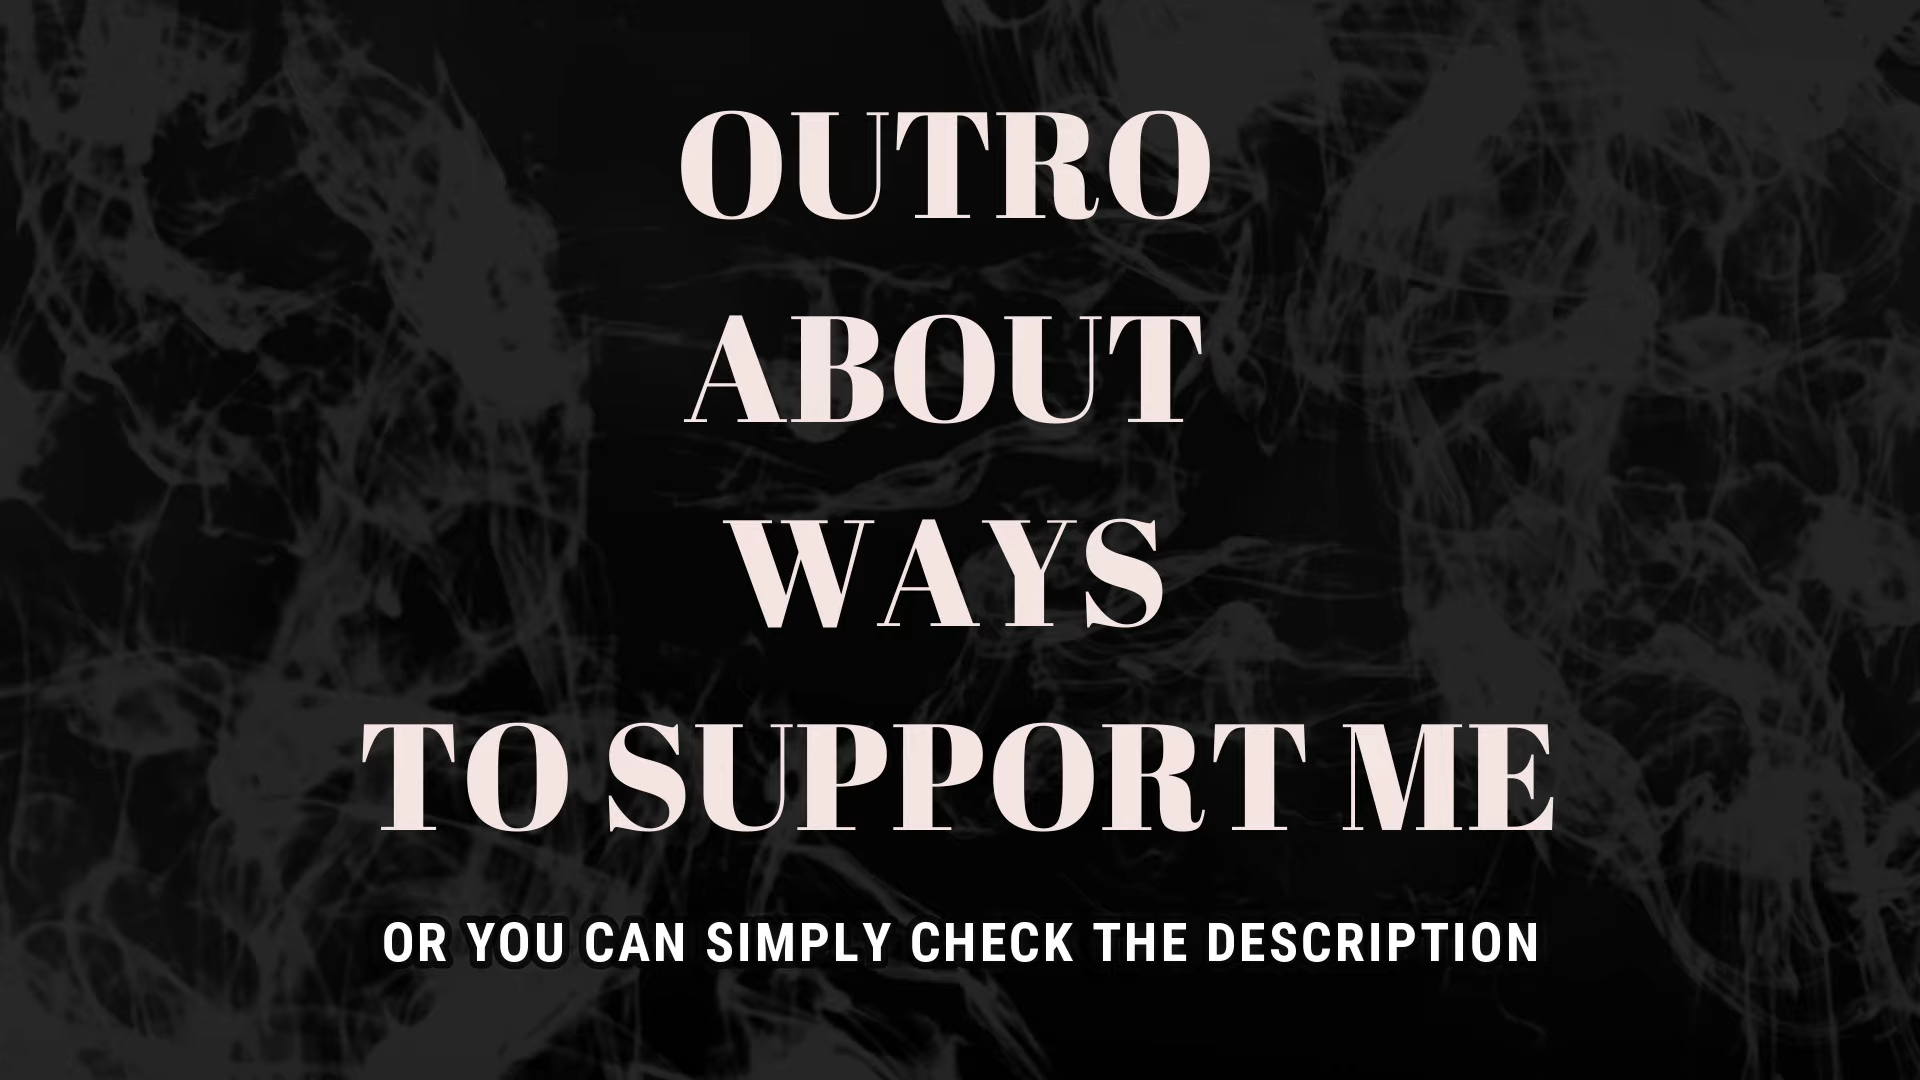 OUTRO
ABOUT
WAYS
TO SUPPORT ME
OR YOU CAN SIMPLY CHECK THE DESCRIPTION